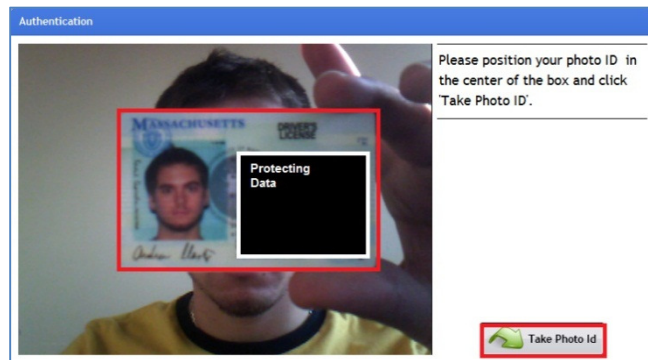 Authentication
Please position your photo ID in
the center of the box and click
'Take Photo ID'.
MASSACHUSETTS
DRIVER'S
LICENSE
Protecting
Data
Take Photo Id